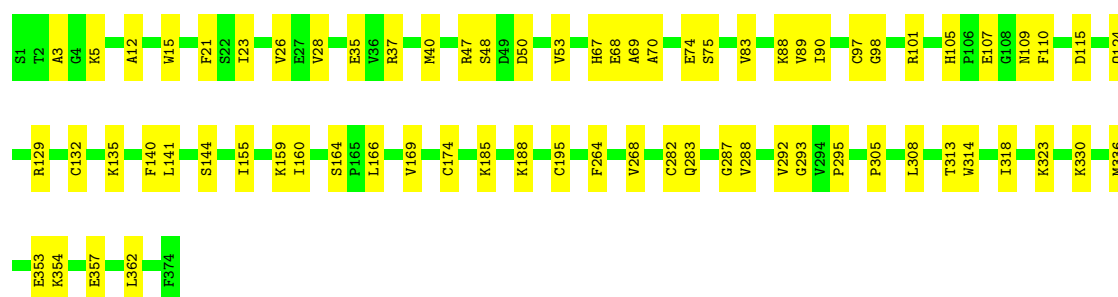 S1 T2 A3 G4 K5 A12 W15 F21 S22 I23 V26 E27 V28 E35 V36 R37 M40 R47 S48 D49 D50 V53 H67 E68 A69 A70 E74 S75 V83 K88 V89 I90 C97 G98 R101 H105 P106 E107 G108 N109 F110 D115
R129 C132 K135 F140 L141 S144 I155 K159 I160 S164 P165 L166 V169 C174 K185 K188 C195 F264 V268 C282 Q283 G287 V288 V292 G293 V294 P295 P305 L308 T313 W314 I318 K323 K330 M336
E353 K354 E357 L362 F374